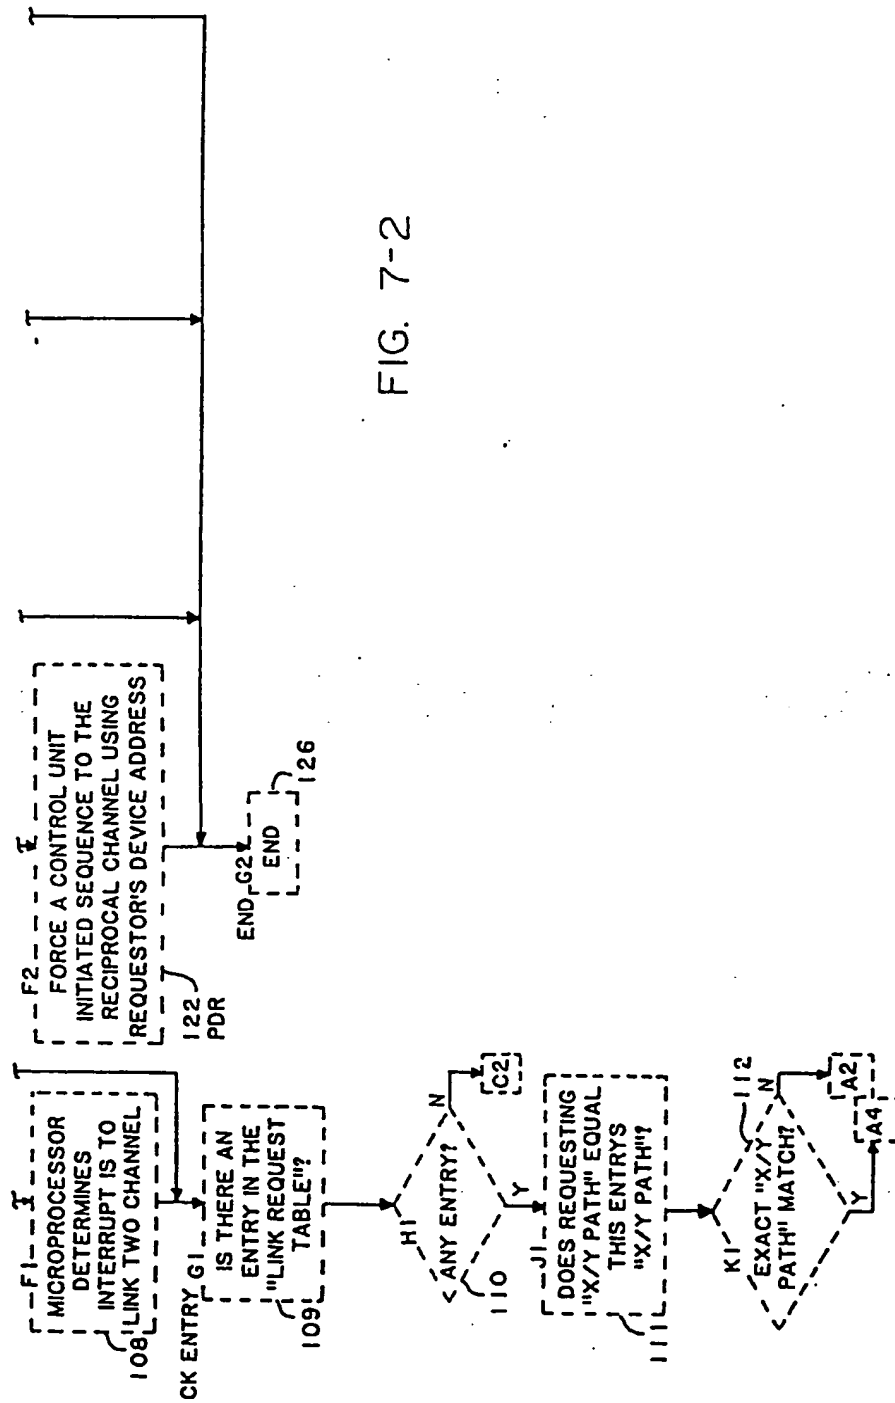 F1
MICROPROCESSOR
DETERMINES
INTERRUPT IS TO
LINK TWO CHANNEL
108
CK ENTRY G1
IS THERE AN
ENTRY IN THE
"LINK REQUEST
TABLE"?
109
H1
ANY ENTRY?
110
N
C2
Y
J1
DOES REQUESTING
"X/Y PATH" EQUAL
THIS ENTRYS
"X/Y PATH"?
111
K1
EXACT "X/Y
PATH" MATCH?
112
N
A2
Y
A4
F2
FORCE A CONTROL UNIT
INITIATED SEQUENCE TO THE
RECIPROCAL CHANNEL USING
REQUESTOR'S DEVICE ADDRESS
122
PDR
END G2
END
126
FIG. 7-2